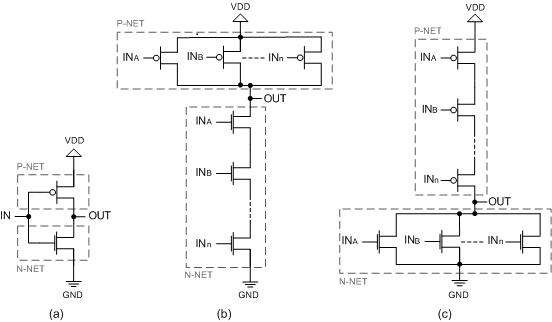 VDD
P-NET
IN
OUT
N-NET
GND
(a)
VDD
P-NET
INA
INB
INn
OUT
INA
INB
INn
N-NET
GND
(b)
VDD
P-NET
INA
INB
INn
OUT
INA
INB
INn
N-NET
GND
(c)